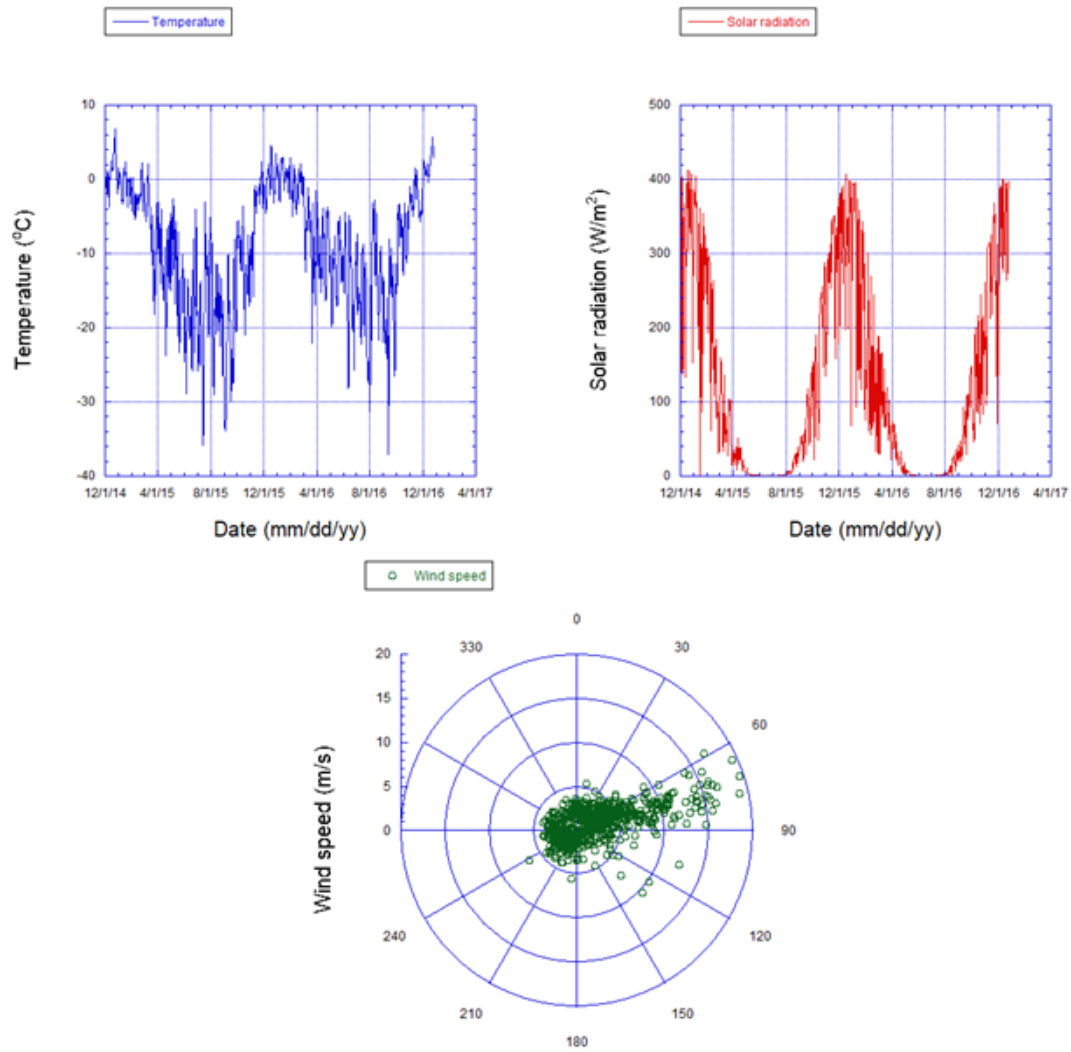 Temperature
Solar radiation
10
0
-10
-20
-30
-40
Temperature (⁰C)
12/1/14 4/1/15 8/1/15 12/1/15 4/1/16 8/1/16 12/1/16 4/1/17
Date (mm/dd/yy)
500
400
300
200
100
0
Solar radiation (W/m²)
12/1/14 4/1/15 8/1/15 12/1/15 4/1/16 8/1/16 12/1/16 4/1/17
Date (mm/dd/yy)
Wind speed
20
15
10
5
0
Wind speed (m/s)
0
30
60
90
120
150
180
210
240
330